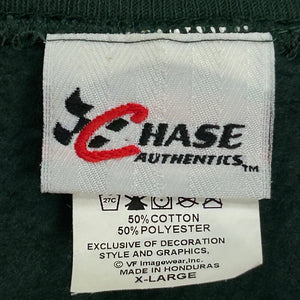 CHASE
AUTHENTICS™
27C
50% COTTON
50% POLYESTER
EXCLUSIVE OF DECORATION
STYLE AND GRAPHICS.
© VF Imagewear, Inc.
MADE IN HONDURAS
X-LARGE